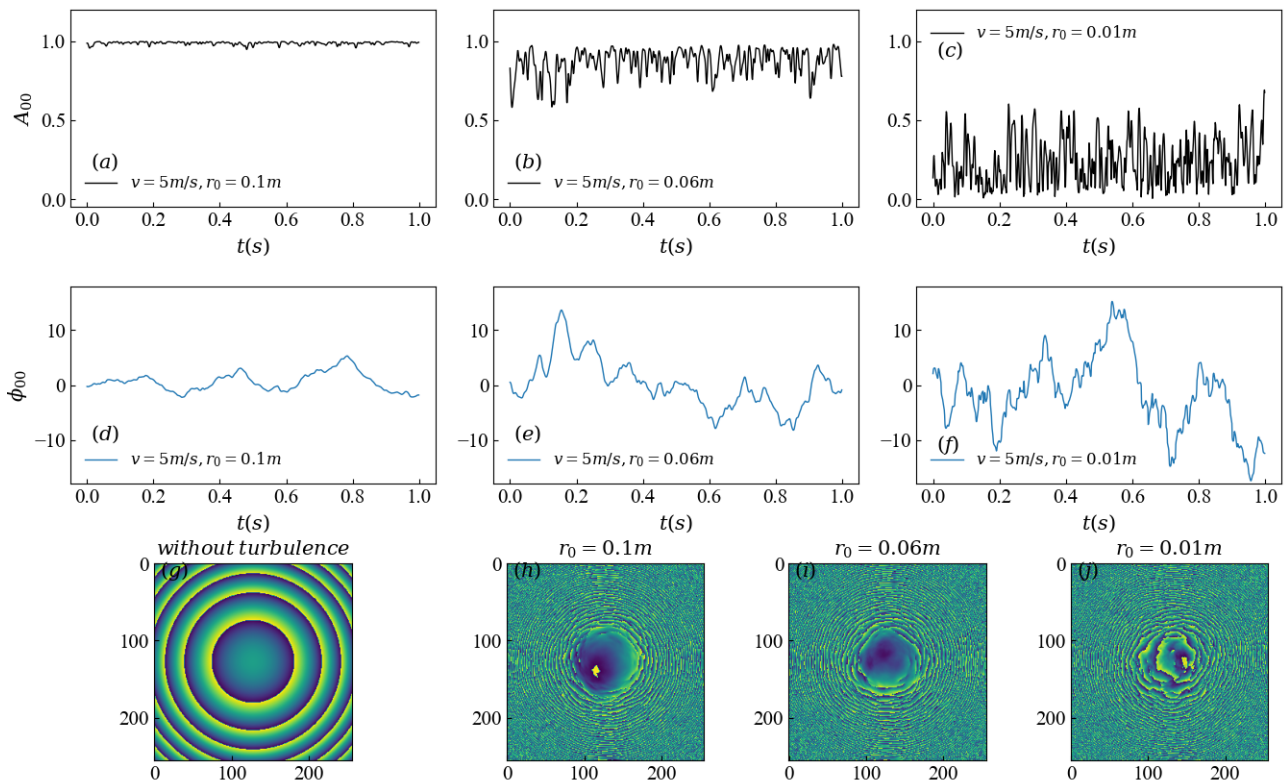 A₀₀
1.0
0.5
0.0
(a)
v = 5m/s, r₀ = 0.1m
0.0 0.2 0.4 0.6 0.8 1.0
t(s)
1.0
0.5
0.0
(b)
v = 5m/s, r₀ = 0.06m
0.0 0.2 0.4 0.6 0.8 1.0
t(s)
1.0
0.5
0.0
v = 5m/s, r₀ = 0.01m
(c)
0.0 0.2 0.4 0.6 0.8 1.0
t(s)
ϕ₀₀
10
0
−10
(d)
v = 5m/s, r₀ = 0.1m
0.0 0.2 0.4 0.6 0.8 1.0
t(s)
10
0
−10
(e)
v = 5m/s, r₀ = 0.06m
0.0 0.2 0.4 0.6 0.8 1.0
t(s)
10
0
−10
(f)
v = 5m/s, r₀ = 0.01m
0.0 0.2 0.4 0.6 0.8 1.0
t(s)
without turbulence
(g)
0
100
200
0 100 200
r₀ = 0.1m
(h)
0
100
200
0 100 200
r₀ = 0.06m
(i)
0
100
200
0 100 200
r₀ = 0.01m
(j)
0
100
200
0 100 200